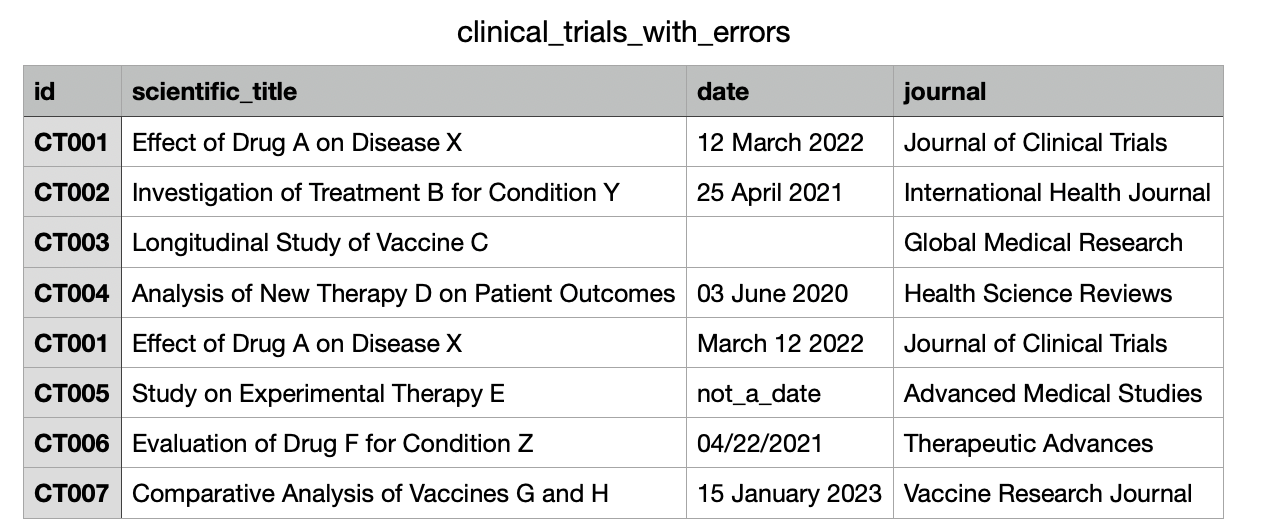 clinical_trials_with_errors
id scientific_title date journal
CT001 Effect of Drug A on Disease X 12 March 2022 Journal of Clinical Trials
CT002 Investigation of Treatment B for Condition Y 25 April 2021 International Health Journal
CT003 Longitudinal Study of Vaccine C Global Medical Research
CT004 Analysis of New Therapy D on Patient Outcomes 03 June 2020 Health Science Reviews
CT001 Effect of Drug A on Disease X March 12 2022 Journal of Clinical Trials
CT005 Study on Experimental Therapy E not_a_date Advanced Medical Studies
CT006 Evaluation of Drug F for Condition Z 04/22/2021 Therapeutic Advances
CT007 Comparative Analysis of Vaccines G and H 15 January 2023 Vaccine Research Journal